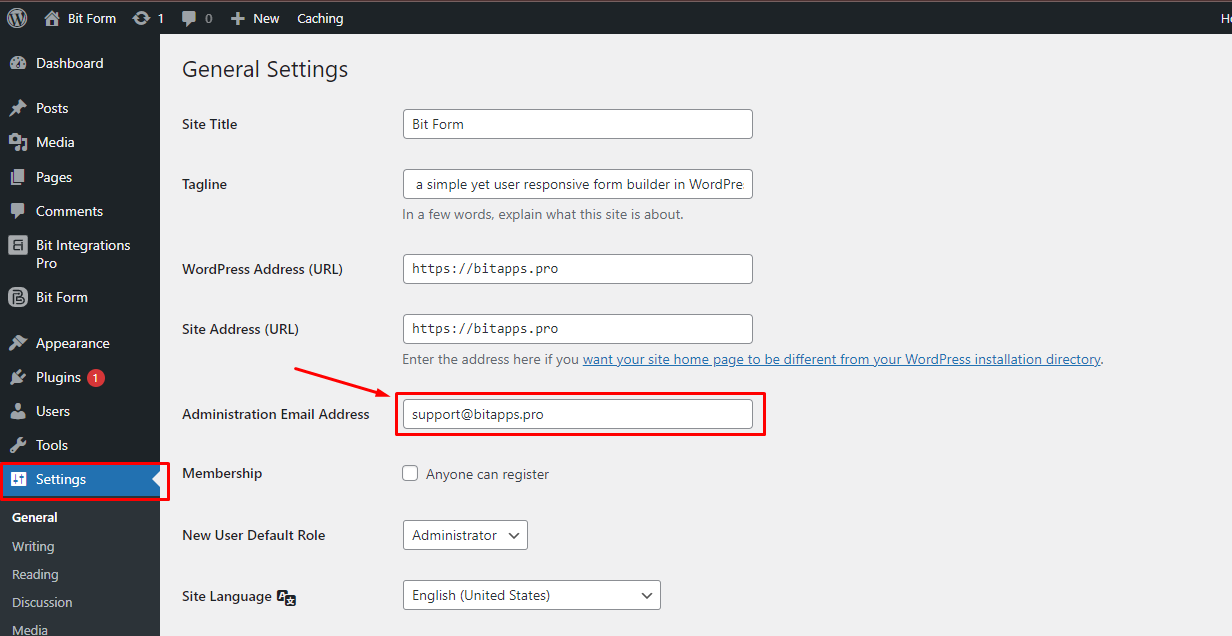 Bit Form 1 0 New Caching
Dashboard
Posts
Media
Pages
Comments
Bit Integrations
Pro
Bit Form
Appearance
Plugins 1
Users
Tools
Settings
General
Writing
Reading
Discussion
Media
General Settings
Site Title
Bit Form
Tagline
a simple yet user responsive form builder in WordPre
In a few words, explain what this site is about.
WordPress Address (URL)
https://bitapps.pro
Site Address (URL)
https://bitapps.pro
Enter the address here if you want your site home page to be different from your WordPress installation directory.
Administration Email Address
support@bitapps.pro
Membership
Anyone can register
New User Default Role
Administrator
Site Language
English (United States)